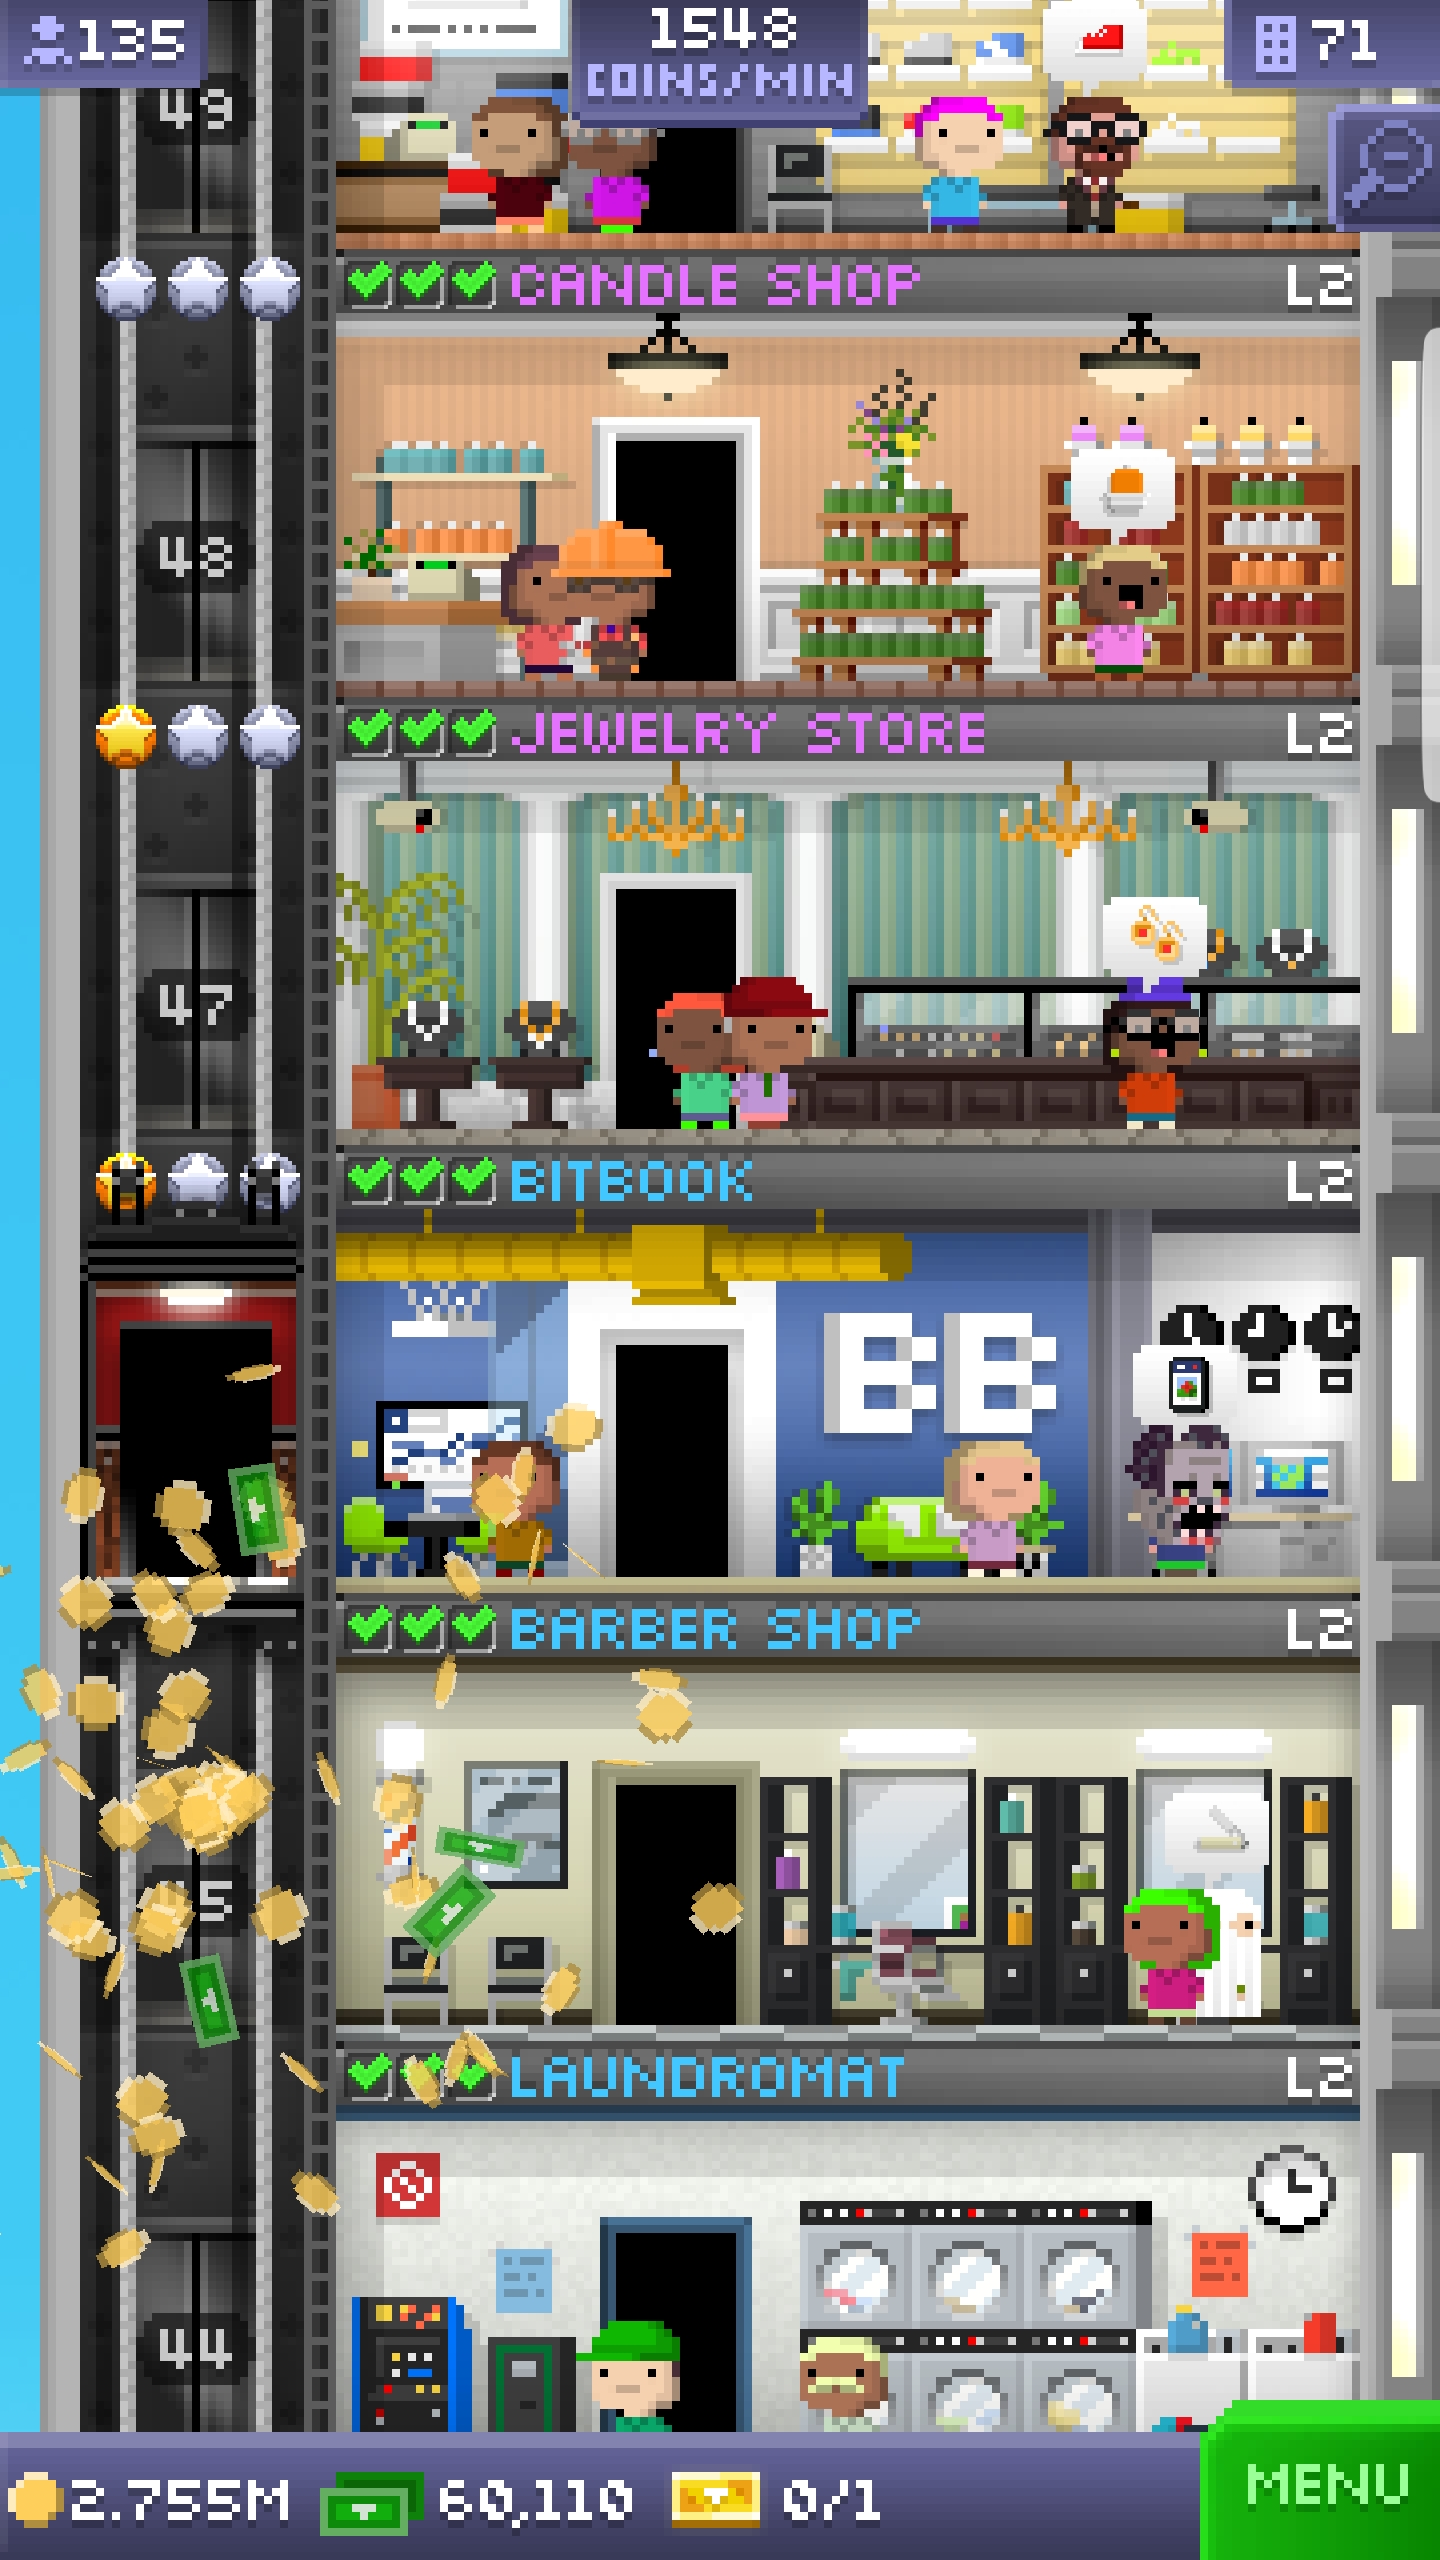 135
1548
COINS/MIN
71
49
CANDLE SHOP L2
48
JEWELRY STORE L2
47
BITBOOK L2
BB
BARBER SHOP L2
5
LAUNDROMAT L2
44
2.755M 60,110 0/1 MENU